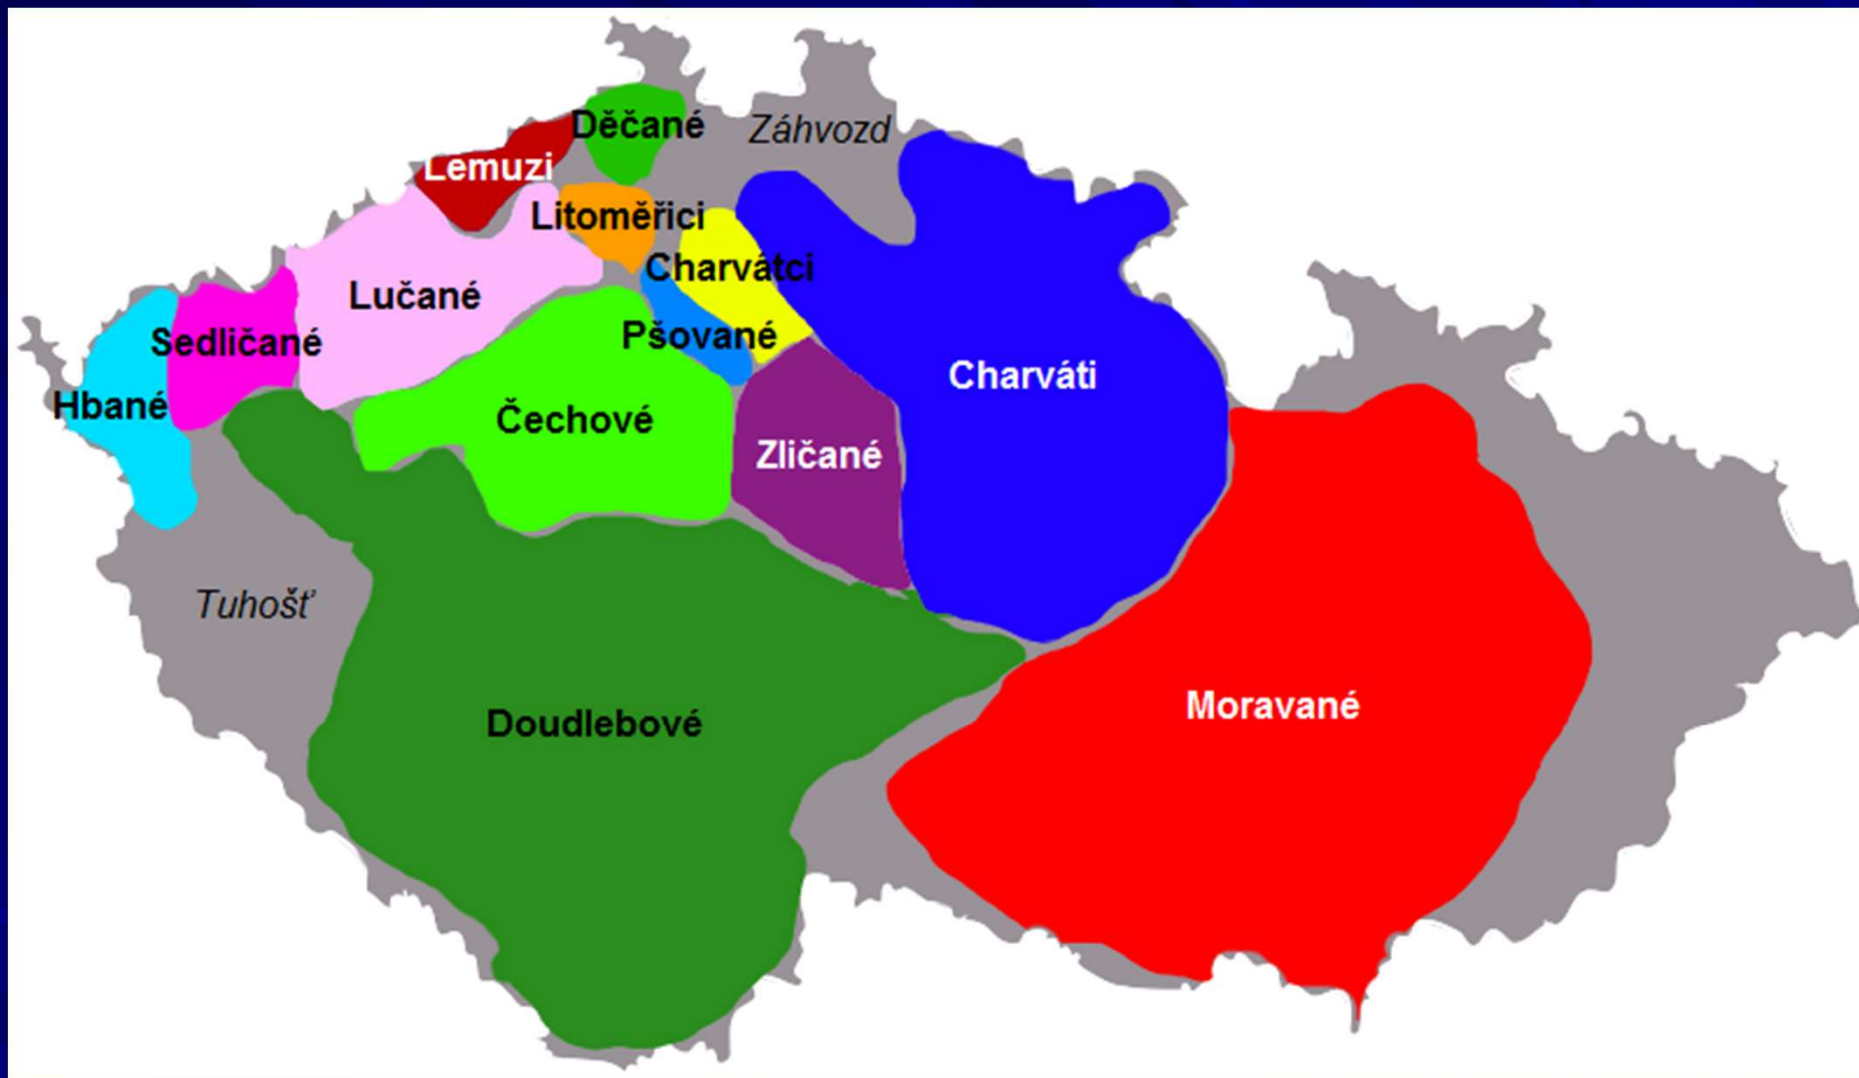 Děčané
Záhvozd
Lemuzi
Litoměřici
Charvátci
Lučané
Pšované
Sedličané
Charváti
Hbané
Čechové
Zličané
Tuhošť
Moravané
Doudlebové